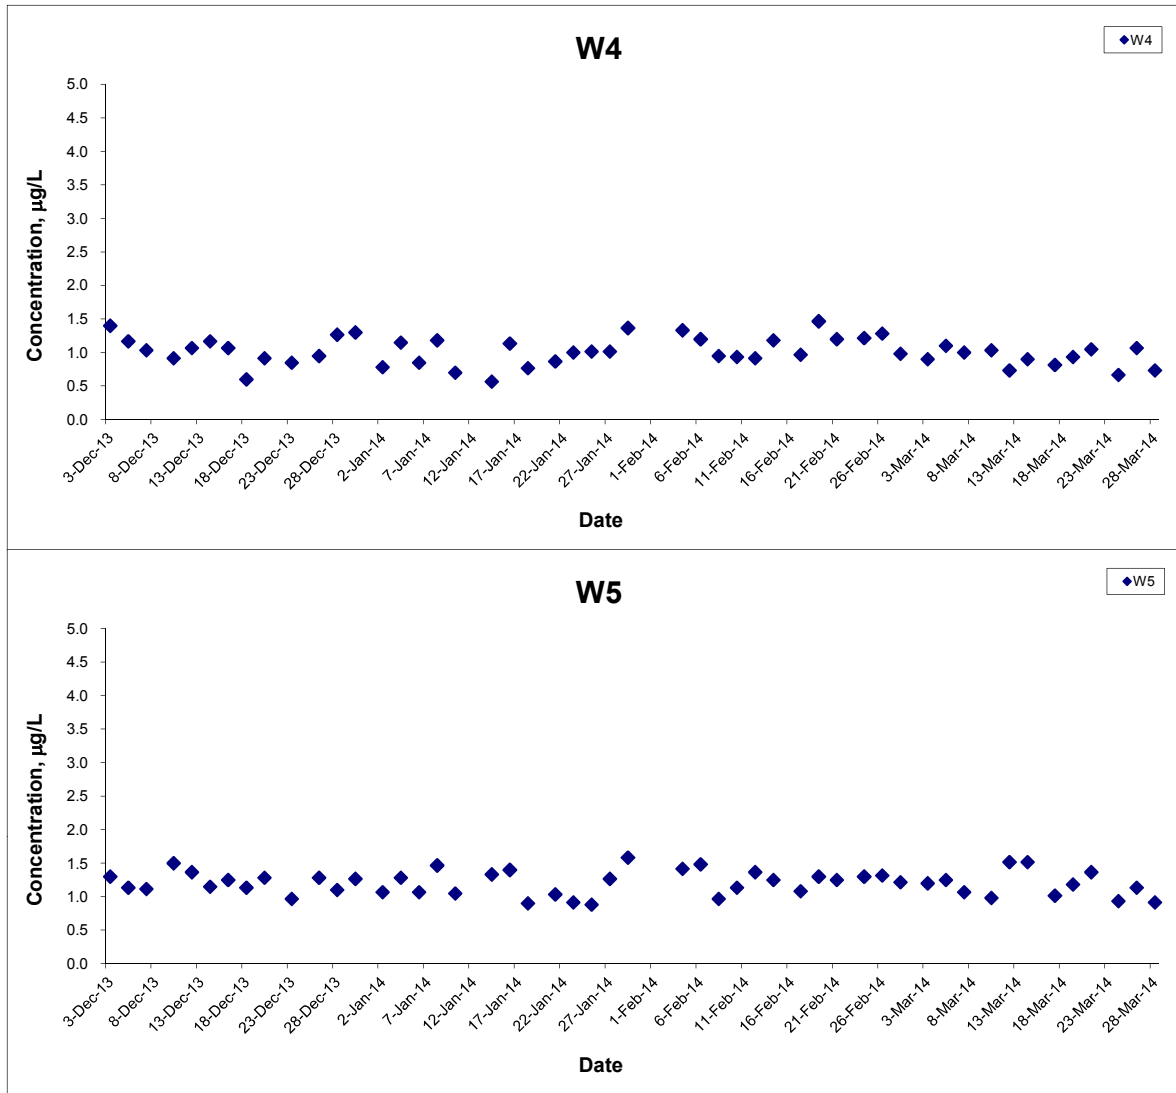 W4
W4
5.0
4.5
4.0
3.5
3.0
2.5
2.0
1.5
1.0
0.5
0.0
Concentration, µg/L
3-Dec-13 8-Dec-13 13-Dec-13 18-Dec-13 23-Dec-13 28-Dec-13 2-Jan-14 7-Jan-14 12-Jan-14 17-Jan-14 22-Jan-14 27-Jan-14 1-Feb-14 6-Feb-14 11-Feb-14 16-Feb-14 21-Feb-14 26-Feb-14 3-Mar-14 8-Mar-14 13-Mar-14 18-Mar-14 23-Mar-14 28-Mar-14
Date
W5
W5
5.0
4.5
4.0
3.5
3.0
2.5
2.0
1.5
1.0
0.5
0.0
Concentration, µg/L
3-Dec-13 8-Dec-13 13-Dec-13 18-Dec-13 23-Dec-13 28-Dec-13 2-Jan-14 7-Jan-14 12-Jan-14 17-Jan-14 22-Jan-14 27-Jan-14 1-Feb-14 6-Feb-14 11-Feb-14 16-Feb-14 21-Feb-14 26-Feb-14 3-Mar-14 8-Mar-14 13-Mar-14 18-Mar-14 23-Mar-14 28-Mar-14
Date